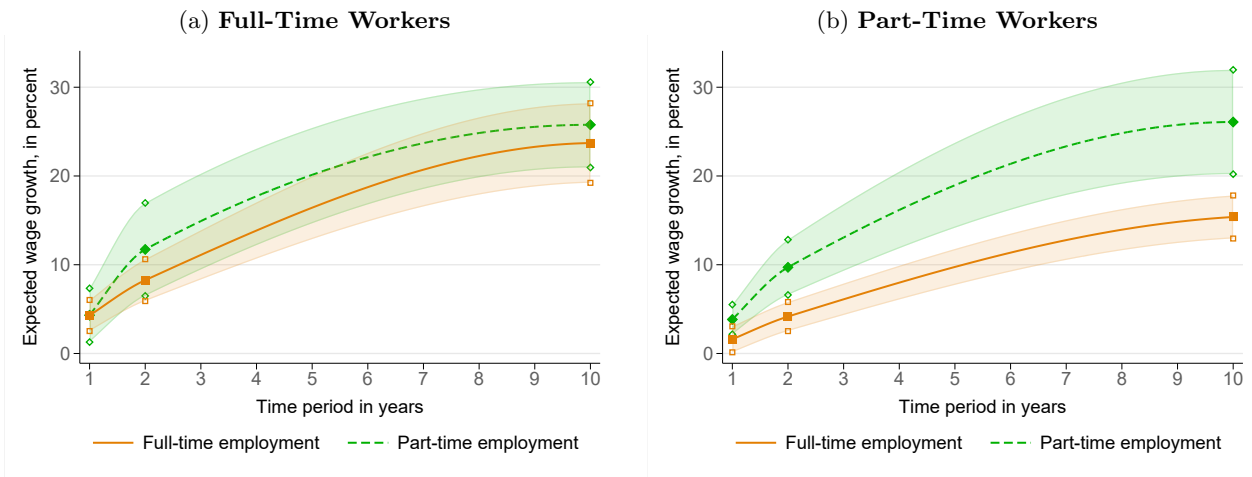 (a) Full-Time Workers
Expected wage growth, in percent
30
20
10
0
1 2 3 4 5 6 7 8 9 10
Time period in years
Full-time employment Part-time employment
(b) Part-Time Workers
Expected wage growth, in percent
30
20
10
0
1 2 3 4 5 6 7 8 9 10
Time period in years
Full-time employment Part-time employment